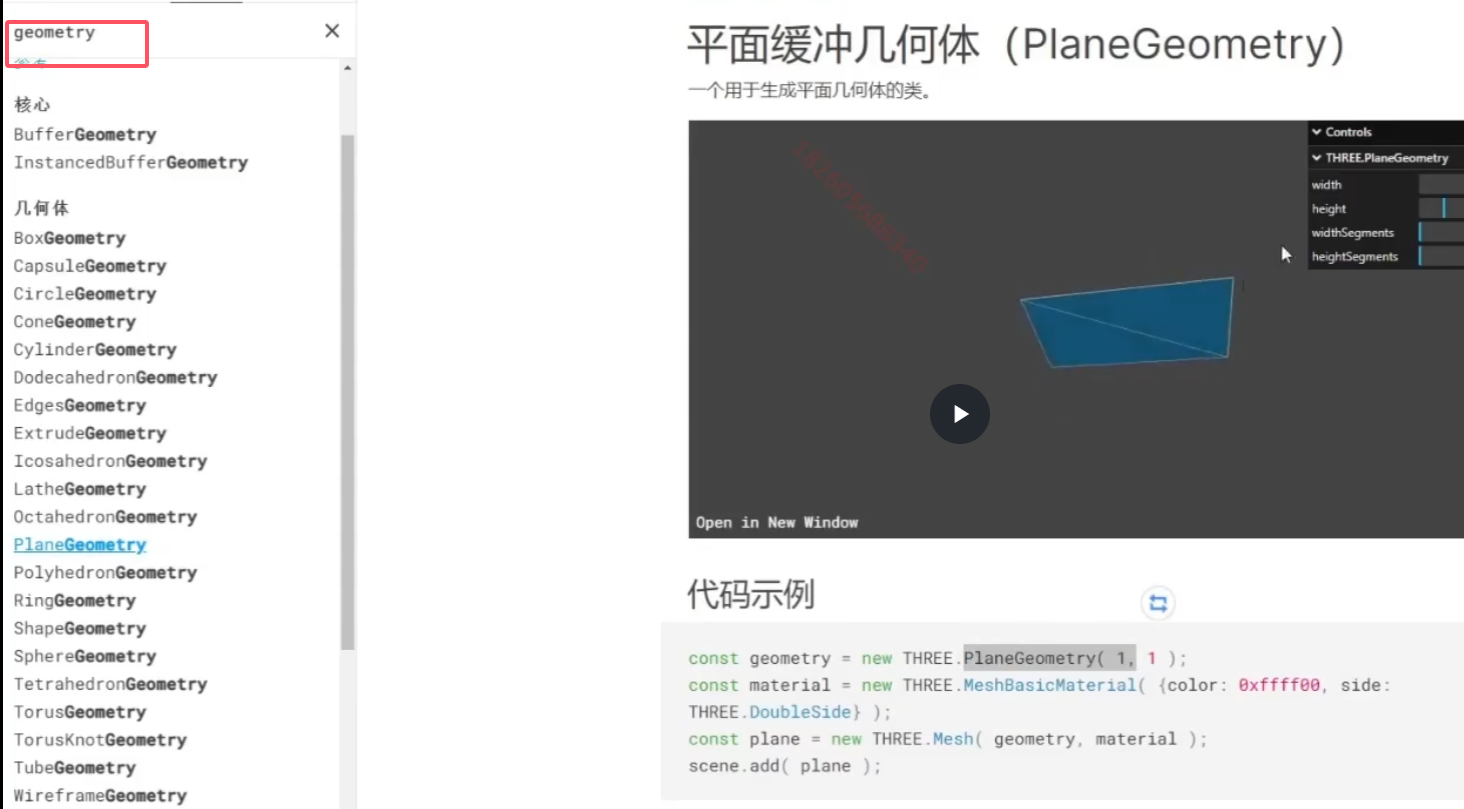 geometry
核心
BufferGeometry
InstancedBufferGeometry
几何体
BoxGeometry
CapsuleGeometry
CircleGeometry
ConeGeometry
CylinderGeometry
DodecahedronGeometry
EdgesGeometry
ExtrudeGeometry
IcosahedronGeometry
LatheGeometry
OctahedronGeometry
PlaneGeometry
PolyhedronGeometry
RingGeometry
ShapeGeometry
SphereGeometry
TetrahedronGeometry
TorusGeometry
TorusKnotGeometry
TubeGeometry
WireframeGeometry
平面缓冲几何体（PlaneGeometry）
一个用于生成平面几何体的类。
Controls
THREE.PlaneGeometry
width
height
widthSegments
heightSegments
Open in New Window
代码示例
const geometry = new THREE.PlaneGeometry( 1, 1 );
const material = new THREE.MeshBasicMaterial( {color: 0xffff00, side:
THREE.DoubleSide} );
const plane = new THREE.Mesh( geometry, material );
scene.add( plane );